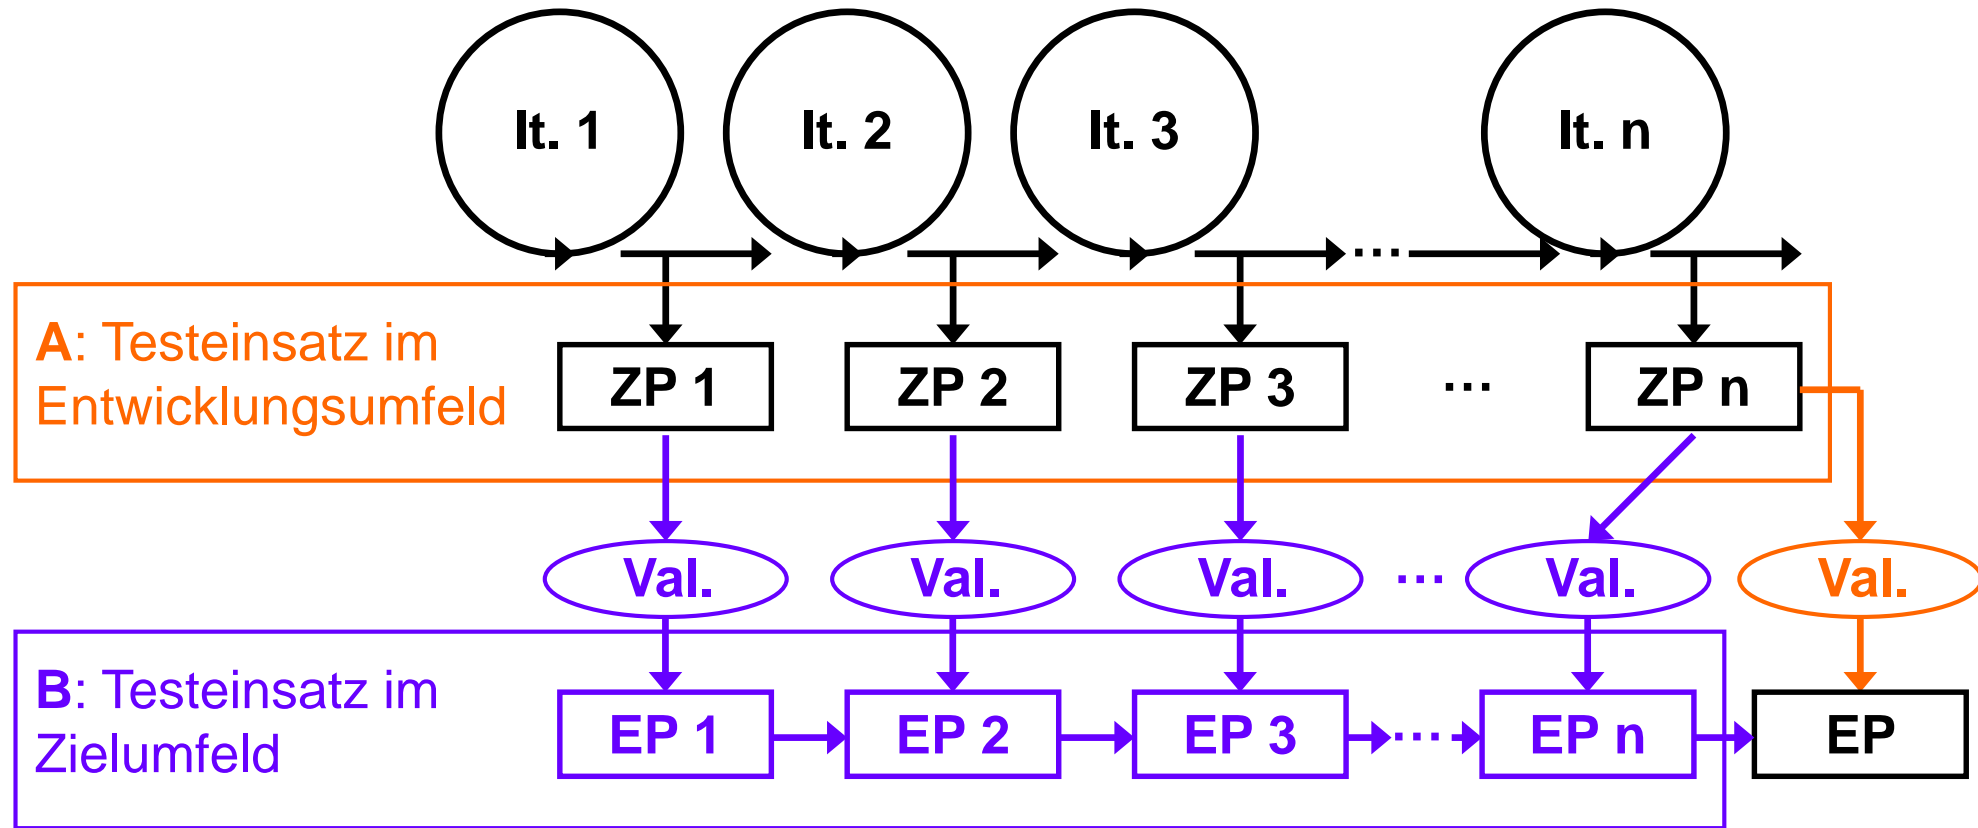 It. 1
It. 2
It. 3
It. n
...
A: Testeinsatz im
Entwicklungsumfeld
ZP 1
ZP 2
ZP 3
...
ZP n
Val.
Val.
Val.
...
Val.
Val.
B: Testeinsatz im
Zielumfeld
EP 1
EP 2
EP 3
....
EP n
EP